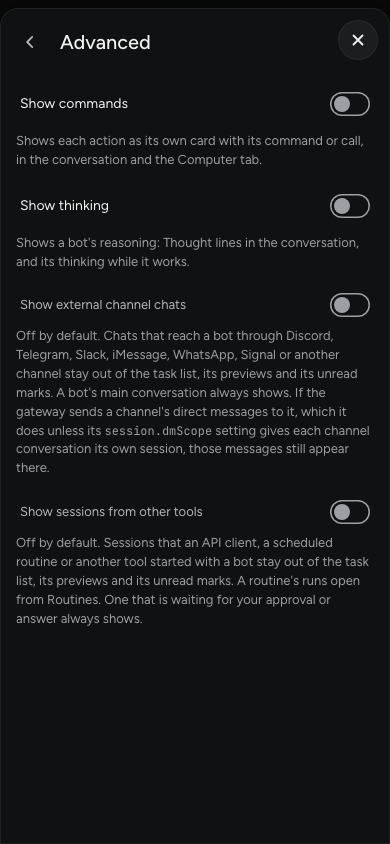 Advanced
Show commands
Shows each action as its own card with its command or call,
in the conversation and the Computer tab.
Show thinking
Shows a bot's reasoning: Thought lines in the conversation,
and its thinking while it works.
Show external channel chats
Off by default. Chats that reach a bot through Discord,
Telegram, Slack, iMessage, WhatsApp, Signal or another
channel stay out of the task list, its previews and its unread
marks. A bot's main conversation always shows. If the
gateway sends a channel's direct messages to it, which it
does unless its session.dmScope setting gives each channel
conversation its own session, those messages still appear
there.
Show sessions from other tools
Off by default. Sessions that an API client, a scheduled
routine or another tool started with a bot stay out of the task
list, its previews and its unread marks. A routine's runs open
from Routines. One that is waiting for your approval or
answer always shows.